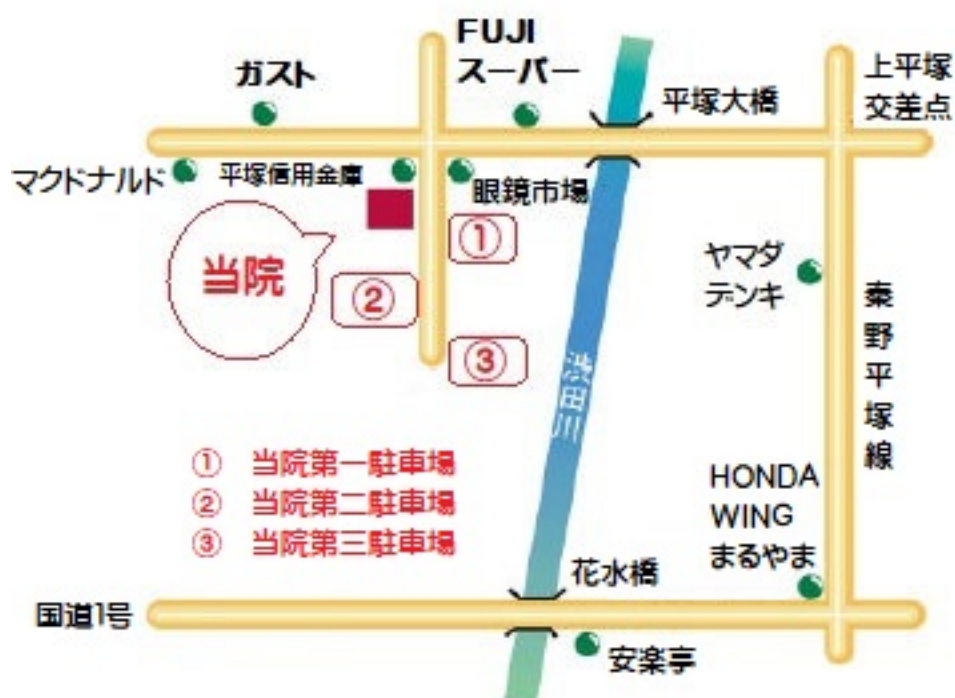 FUJI
スーパー
ガスト
平塚大橋
上平塚
交差点
マクドナルド
平塚信用金庫
眼鏡市場
①
当院
②
ヤマダ
デンキ
秦野平塚線
③
渋田川
① 当院第一駐車場
② 当院第二駐車場
③ 当院第三駐車場
HONDA
WING
まるやま
花水橋
国道1号
安楽亭